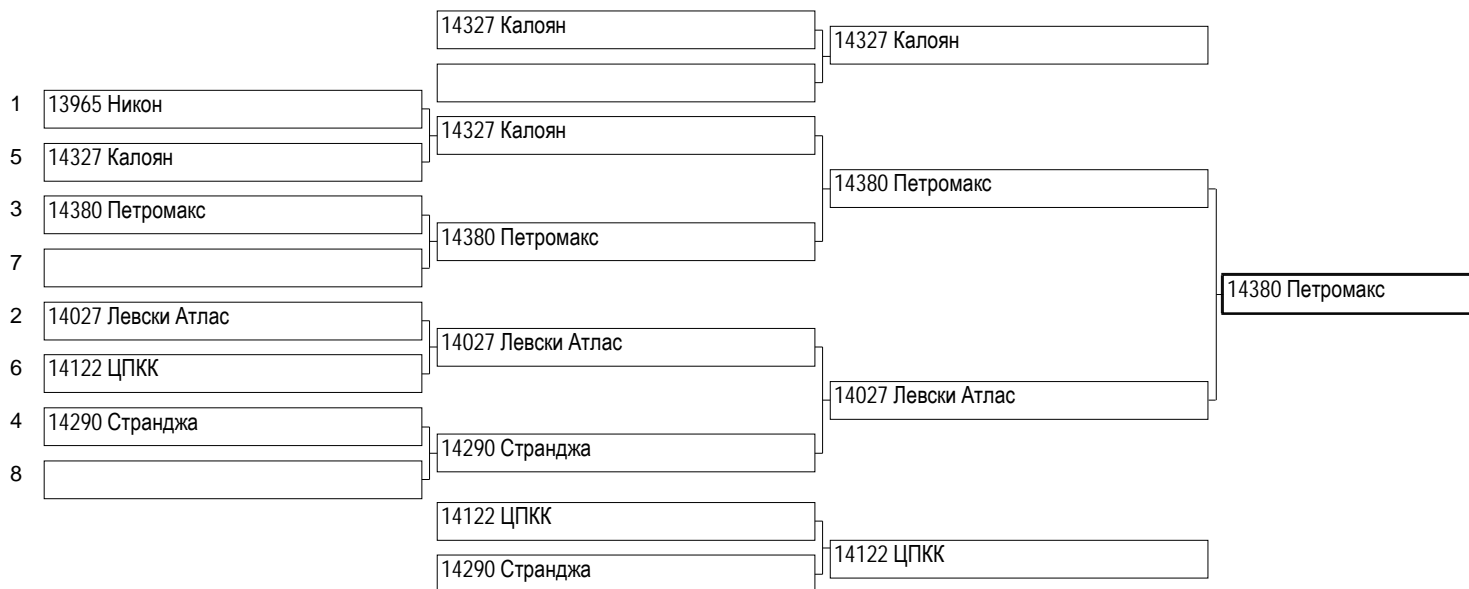 14327 Калоян
14327 Калоян
1 13965 Никон
14327 Калоян
5 14327 Калоян
14380 Петромакс
3 14380 Петромакс
14380 Петромакс
7
14380 Петромакс
2 14027 Левски Атлас
14027 Левски Атлас
6 14122 ЦПКК
14027 Левски Атлас
4 14290 Странджа
14290 Странджа
8
14122 ЦПКК
14122 ЦПКК
14290 Странджа